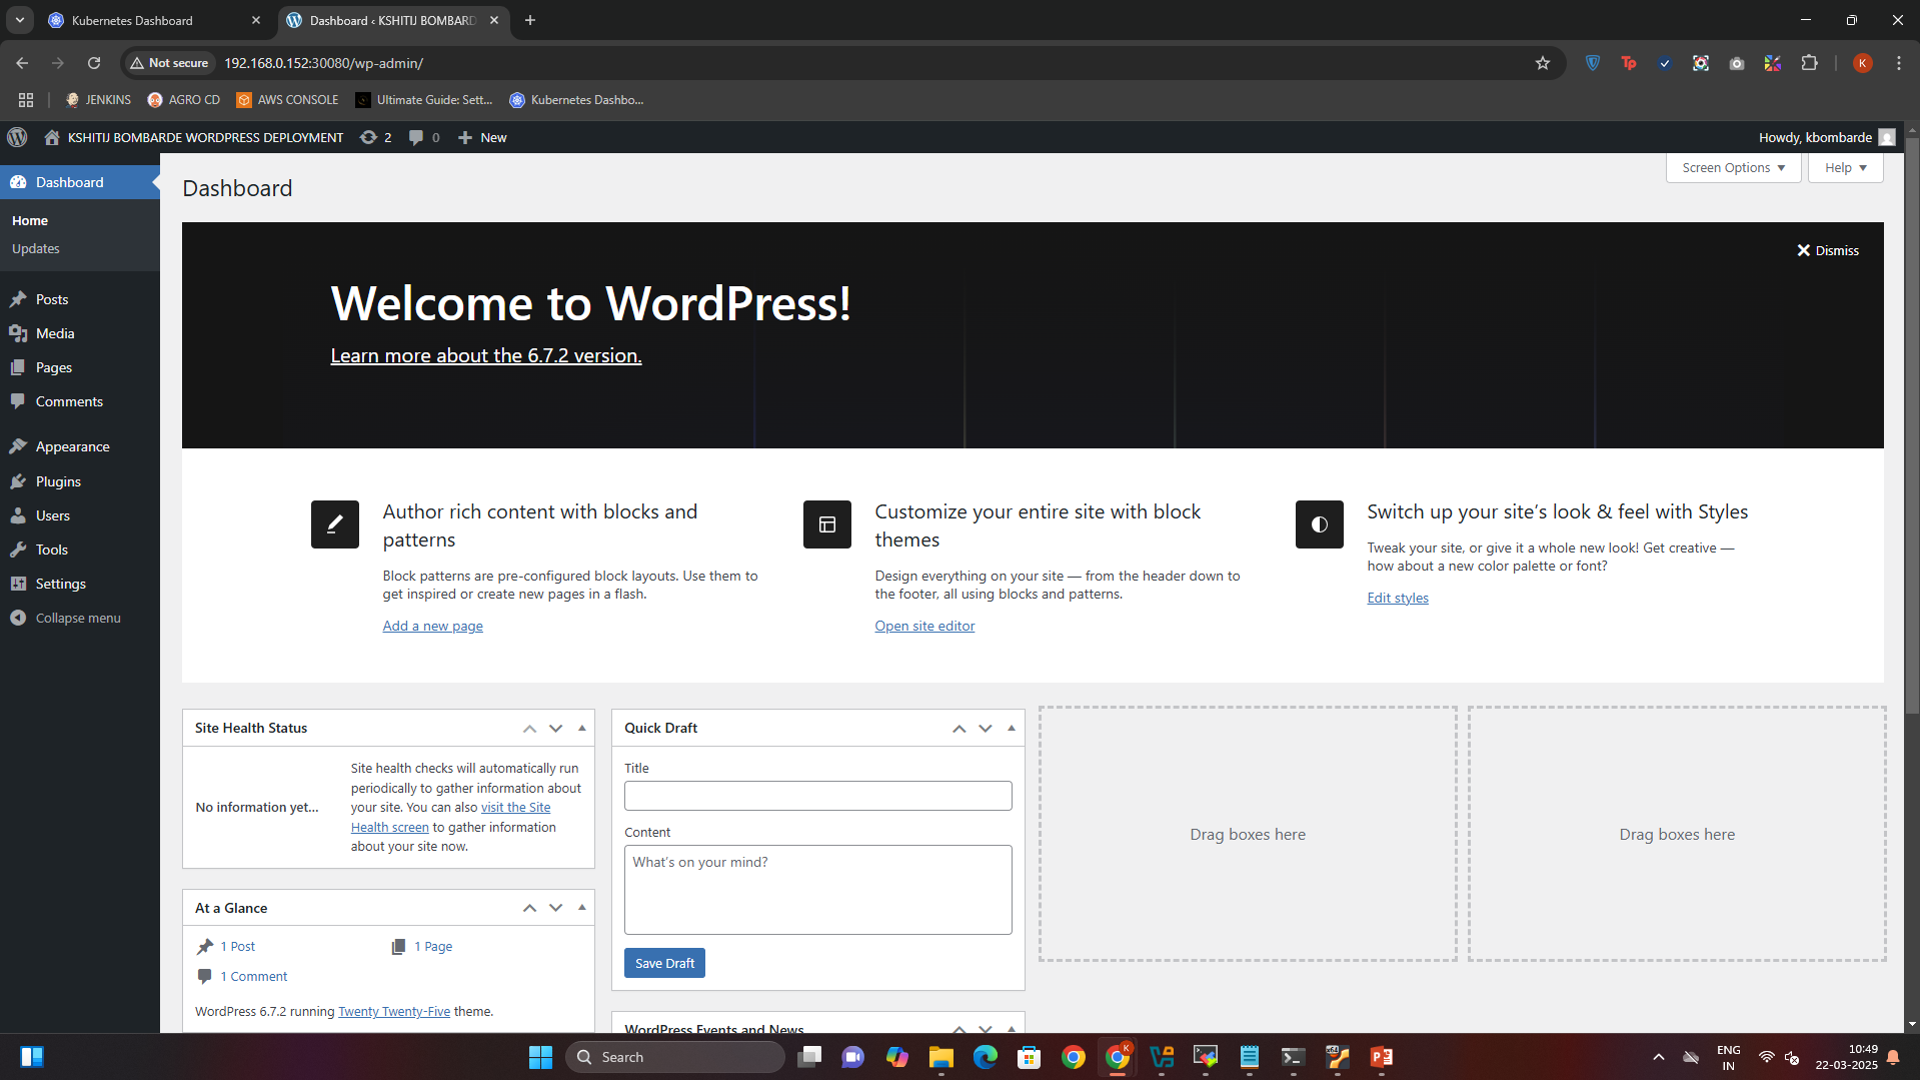 Kubernetes Dashboard
Dashboard ‹ KSHITIJ BOMBARD
Not secure
192.168.0.152:30080/wp-admin/
K
JENKINS
AGRO CD
AWS CONSOLE
Ultimate Guide: Sett...
Kubernetes Dashbo...
KSHITIJ BOMBARDE WORDPRESS DEPLOYMENT
2
0
New
Howdy, kbombarde
Dashboard
Home
Updates
Posts
Media
Pages
Comments
Appearance
Plugins
Users
Tools
Settings
Collapse menu
Dashboard
Screen Options
Help
Dismiss
Welcome to WordPress!
Learn more about the 6.7.2 version.
Author rich content with blocks and
patterns
Block patterns are pre-configured block layouts. Use them to
get inspired or create new pages in a flash.
Add a new page
Customize your entire site with block
themes
Design everything on your site — from the header down to
the footer, all using blocks and patterns.
Open site editor
Switch up your site’s look & feel with Styles
Tweak your site, or give it a whole new look! Get creative —
how about a new color palette or font?
Edit styles
Site Health Status
No information yet...
Site health checks will automatically run
periodically to gather information about
your site. You can also visit the Site
Health screen to gather information
about your site now.
At a Glance
1 Post
1 Page
1 Comment
WordPress 6.7.2 running Twenty Twenty-Five theme.
Quick Draft
Title
Content
What’s on your mind?
Save Draft
WordPress Events and News
Drag boxes here
Drag boxes here
Search
ENG
IN
10:49
22-03-2025